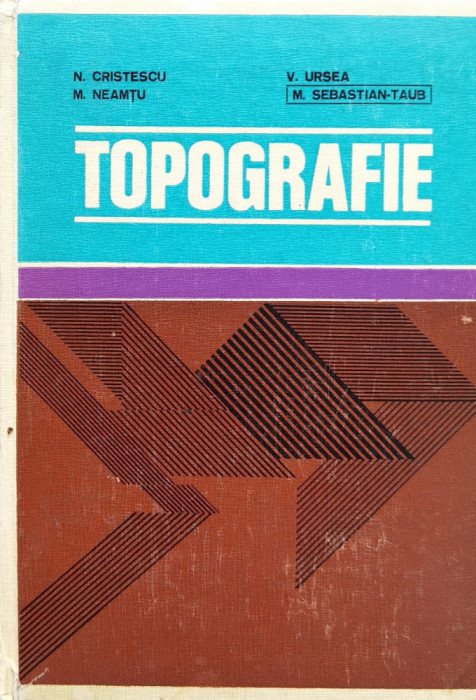 N. CRISTESCU V. URSEA
M. NEAMȚU M. SEBASTIAN-TAUB
TOPOGRAFIE